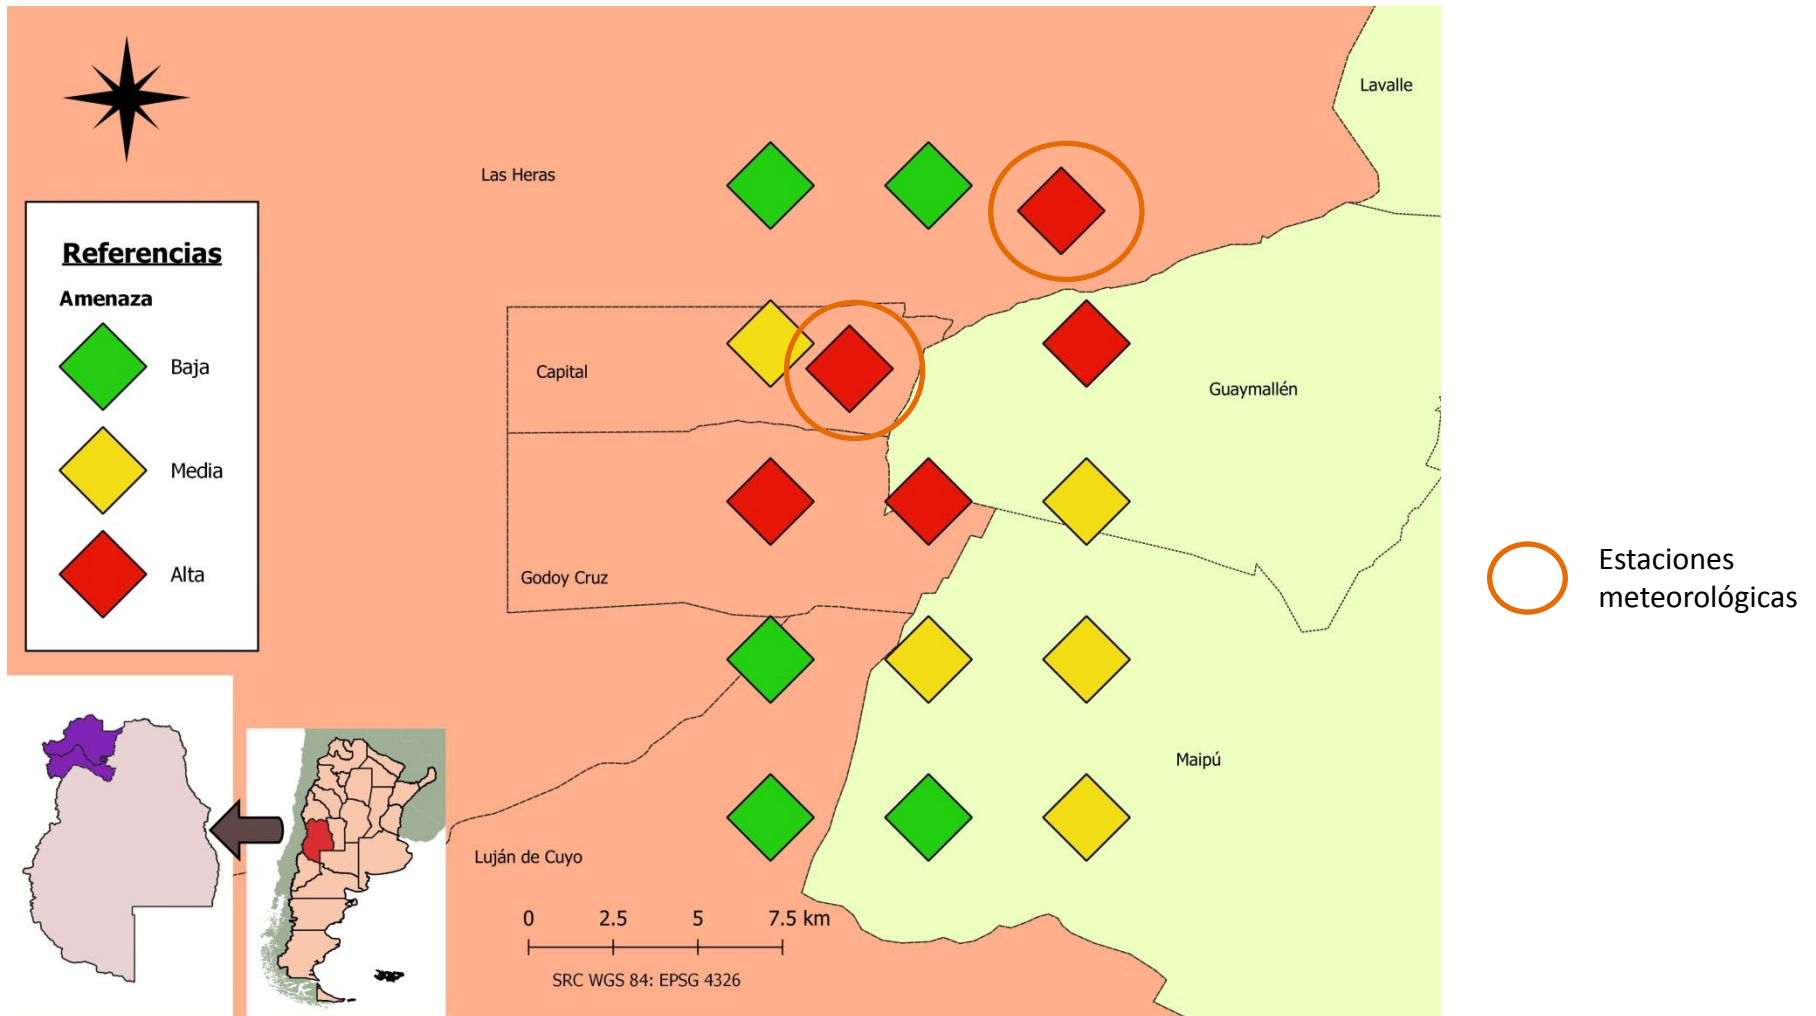 Lavalle
Las Heras
Referencias
Amenaza
Baja
Media
Alta
Capital
Guaymallén
Godoy Cruz
Estaciones
meteorológicas
Maipú
Luján de Cuyo
0 2.5 5 7.5 km
SRC WGS 84: EPSG 4326